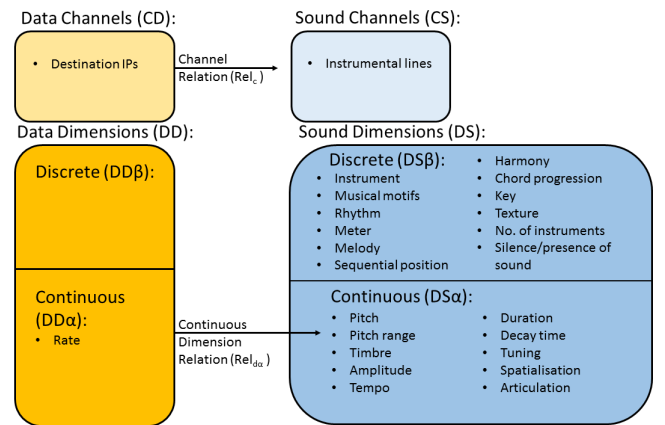 Data Channels (CD):
Sound Channels (CS):
• Destination IPs
Channel
Relation (Relc)
• Instrumental lines
Data Dimensions (DD):
Sound Dimensions (DS):
Discrete (DDβ):
Discrete (DSβ):
• Instrument
• Musical motifs
• Rhythm
• Meter
• Melody
• Sequential position
• Harmony
• Chord progression
• Key
• Texture
• No. of instruments
• Silence/presence of
sound
Continuous
(DDα):
• Rate
Continuous
Dimension
Relation (Reldα)
Continuous (DSα):
• Pitch
• Pitch range
• Timbre
• Amplitude
• Tempo
• Duration
• Decay time
• Tuning
• Spatialisation
• Articulation